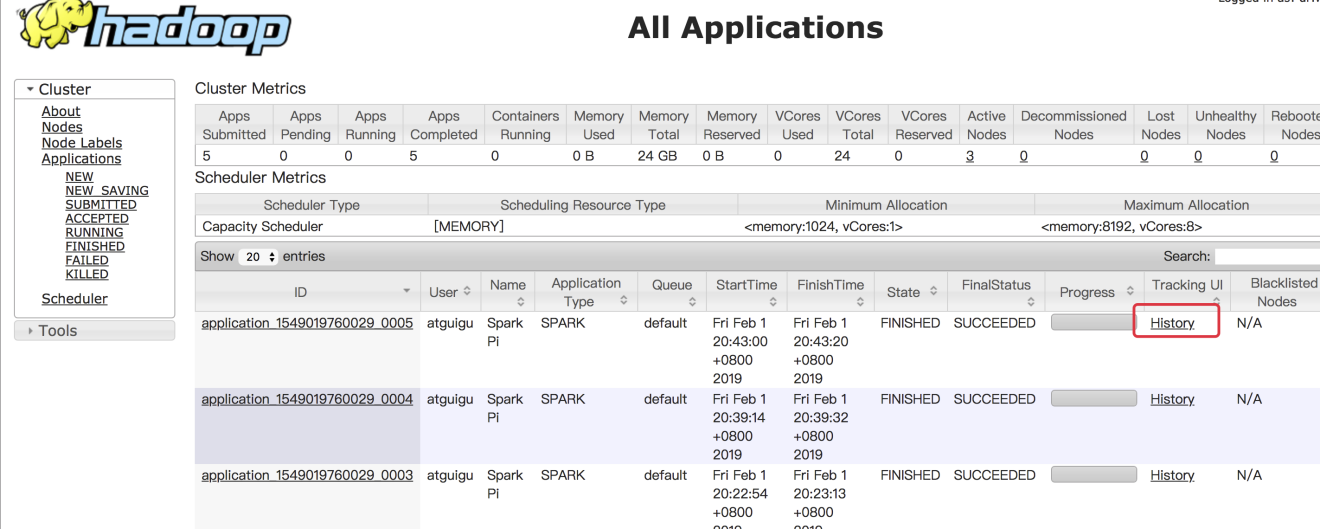 hadoop
All Applications
Cluster
About
Nodes
Node Labels
Applications
NEW
NEW_SAVING
SUBMITTED
ACCEPTED
RUNNING
FINISHED
FAILED
KILLED
Scheduler
Tools
Cluster Metrics
Apps Submitted Apps Pending Apps Running Apps Completed Containers Running Memory Used Memory Total Memory Reserved VCores Used VCores Total VCores Reserved Active Nodes Decommissioned Nodes Lost Nodes Unhealthy Nodes Reboote Nodes
5 0 0 5 0 0 B 24 GB 0 B 0 24 0 3 0 0 0 0
Scheduler Metrics
Scheduler Type Scheduling Resource Type Minimum Allocation Maximum Allocation
Capacity Scheduler [MEMORY] <memory:1024, vCores:1> <memory:8192, vCores:8>
Show 20 entries Search:
ID User Name Application Type Queue StartTime FinishTime State FinalStatus Progress Tracking UI Blacklisted Nodes
application_1549019760029_0005 atguigu Spark SPARK default Fri Feb 1 Fri Feb 1 FINISHED SUCCEEDED History N/A
Pi 20:43:00 20:43:20
+0800 +0800
2019 2019
application_1549019760029_0004 atguigu Spark SPARK default Fri Feb 1 Fri Feb 1 FINISHED SUCCEEDED History N/A
Pi 20:39:14 20:39:32
+0800 +0800
2019 2019
application_1549019760029_0003 atguigu Spark SPARK default Fri Feb 1 Fri Feb 1 FINISHED SUCCEEDED History N/A
Pi 20:22:54 20:23:13
+0800 +0800